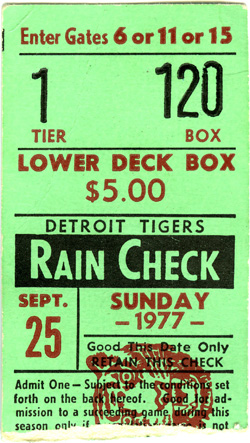 Enter Gates 6 or 11 or 15
1 120
TIER BOX
LOWER DECK BOX
$5.00
DETROIT TIGERS
RAIN CHECK
SEPT. SUNDAY
25 —1977—
Good This Date Only
RETAIN THIS CHECK
Admit One — Subject to the conditions set
forth on the back hereof. Good for ad-
mission to a succeeding game during this
season only if is not